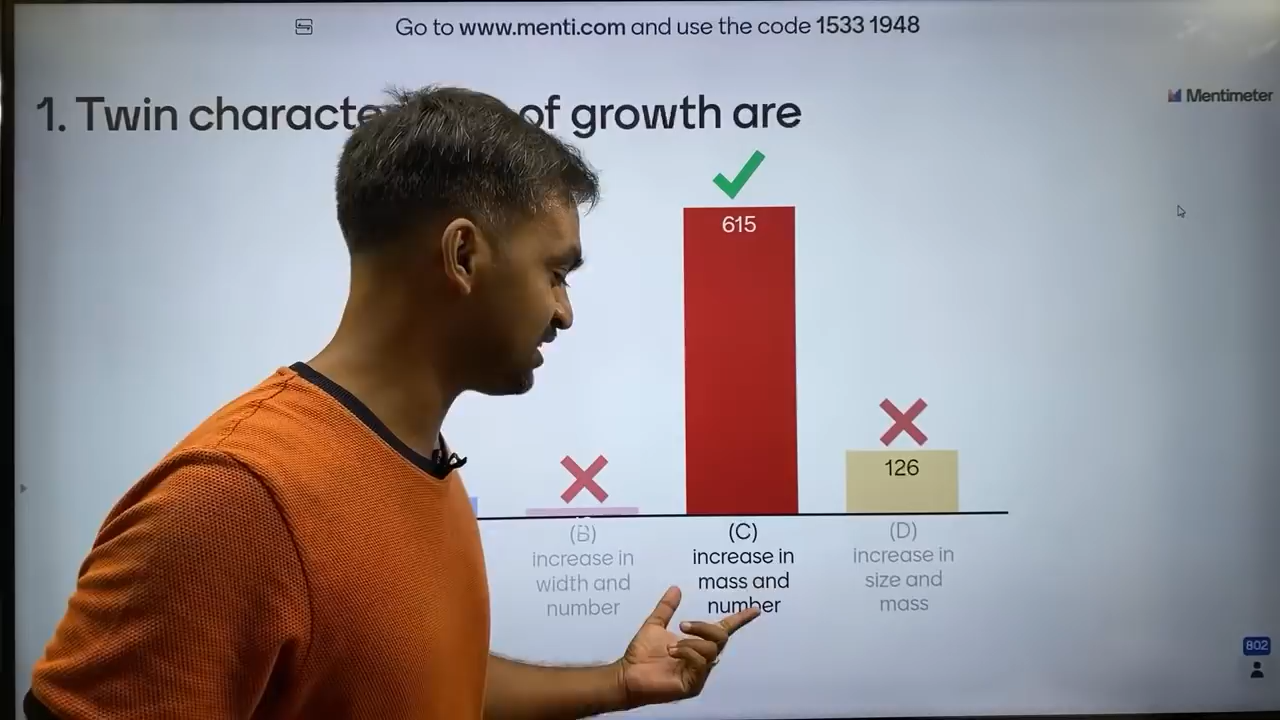 Go to www.menti.com and use the code 1533 1948
Mentimeter
1. Twin of growth are
615
126
(B)
increase in
width and
number
(C)
increase in
mass and
number
(D)
increase in
size and
mass
802